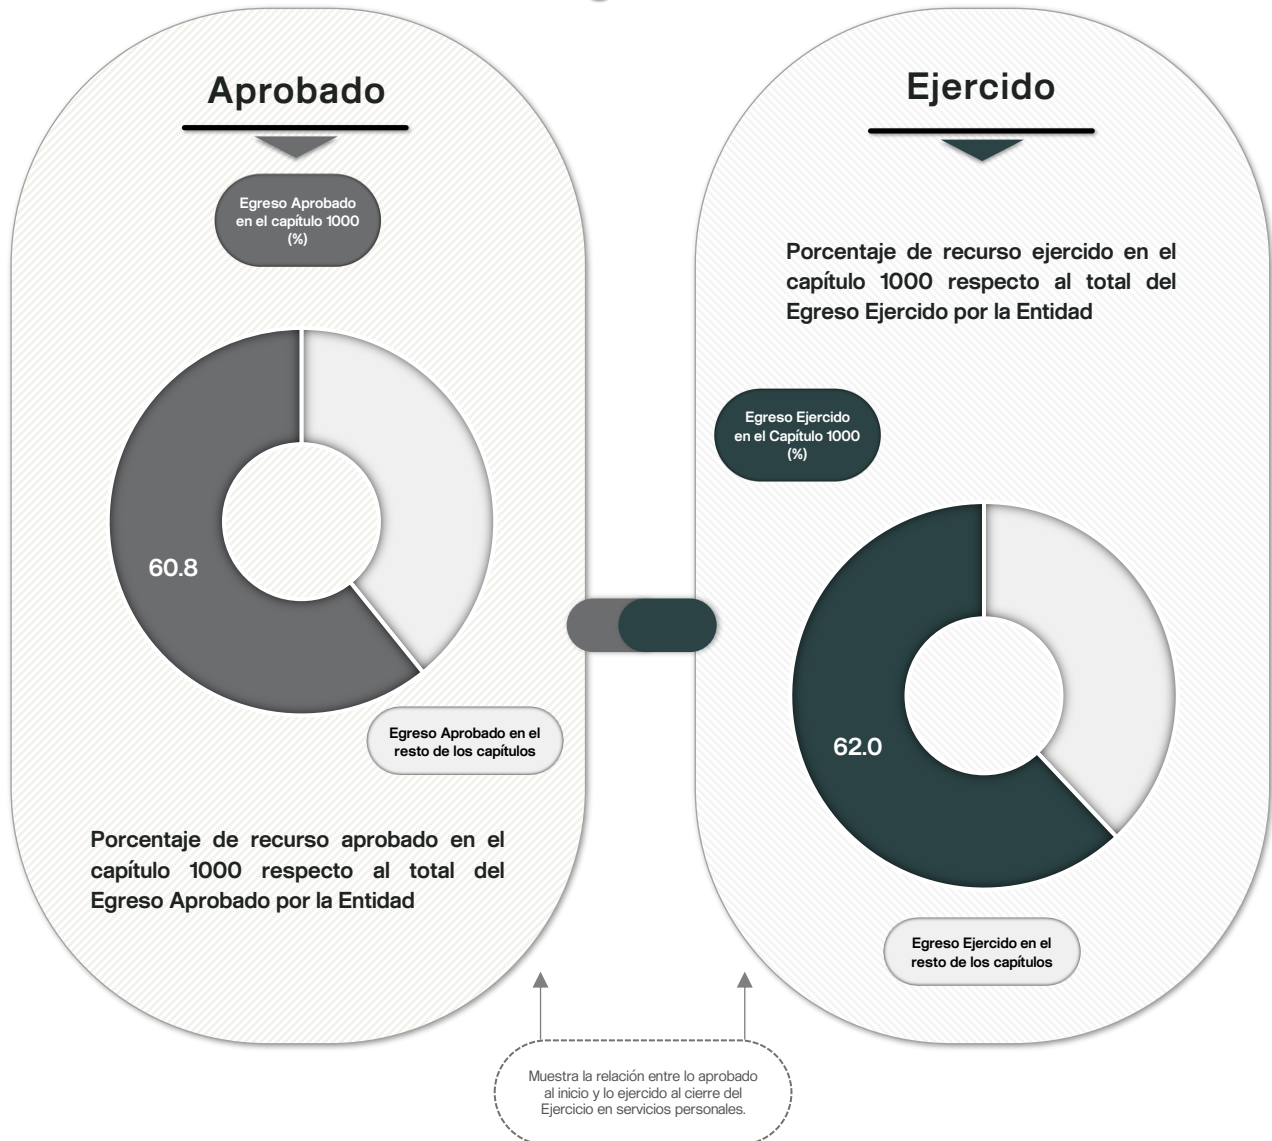 Aprobado
Egreso Aprobado
en el capítulo 1000
(%)
60.8
Egreso Aprobado en el
resto de los capítulos
Porcentaje de recurso aprobado en el
capítulo 1000 respecto al total del
Egreso Aprobado por la Entidad
Ejercido
Porcentaje de recurso ejercido en el
capítulo 1000 respecto al total del
Egreso Ejercido por la Entidad
Egreso Ejercido
en el Capítulo 1000
(%)
62.0
Egreso Ejercido en el
resto de los capítulos
Muestra la relación entre lo aprobado
al inicio y lo ejercido al cierre del
Ejercicio en servicios personales.